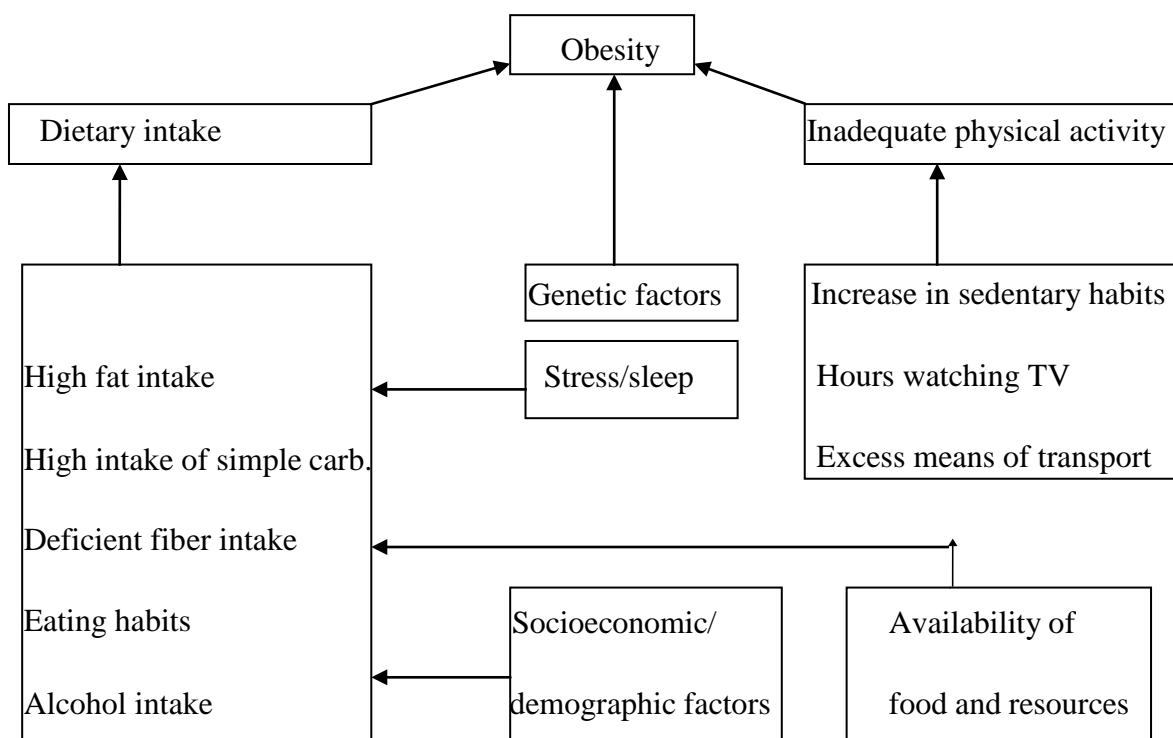 Obesity
Dietary intake
Inadequate physical activity
Genetic factors
Stress/sleep
Increase in sedentary habits
Hours watching TV
Excess means of transport
High fat intake
High intake of simple carb.
Deficient fiber intake
Eating habits
Alcohol intake
Socioeconomic/
demographic factors
Availability of
food and resources